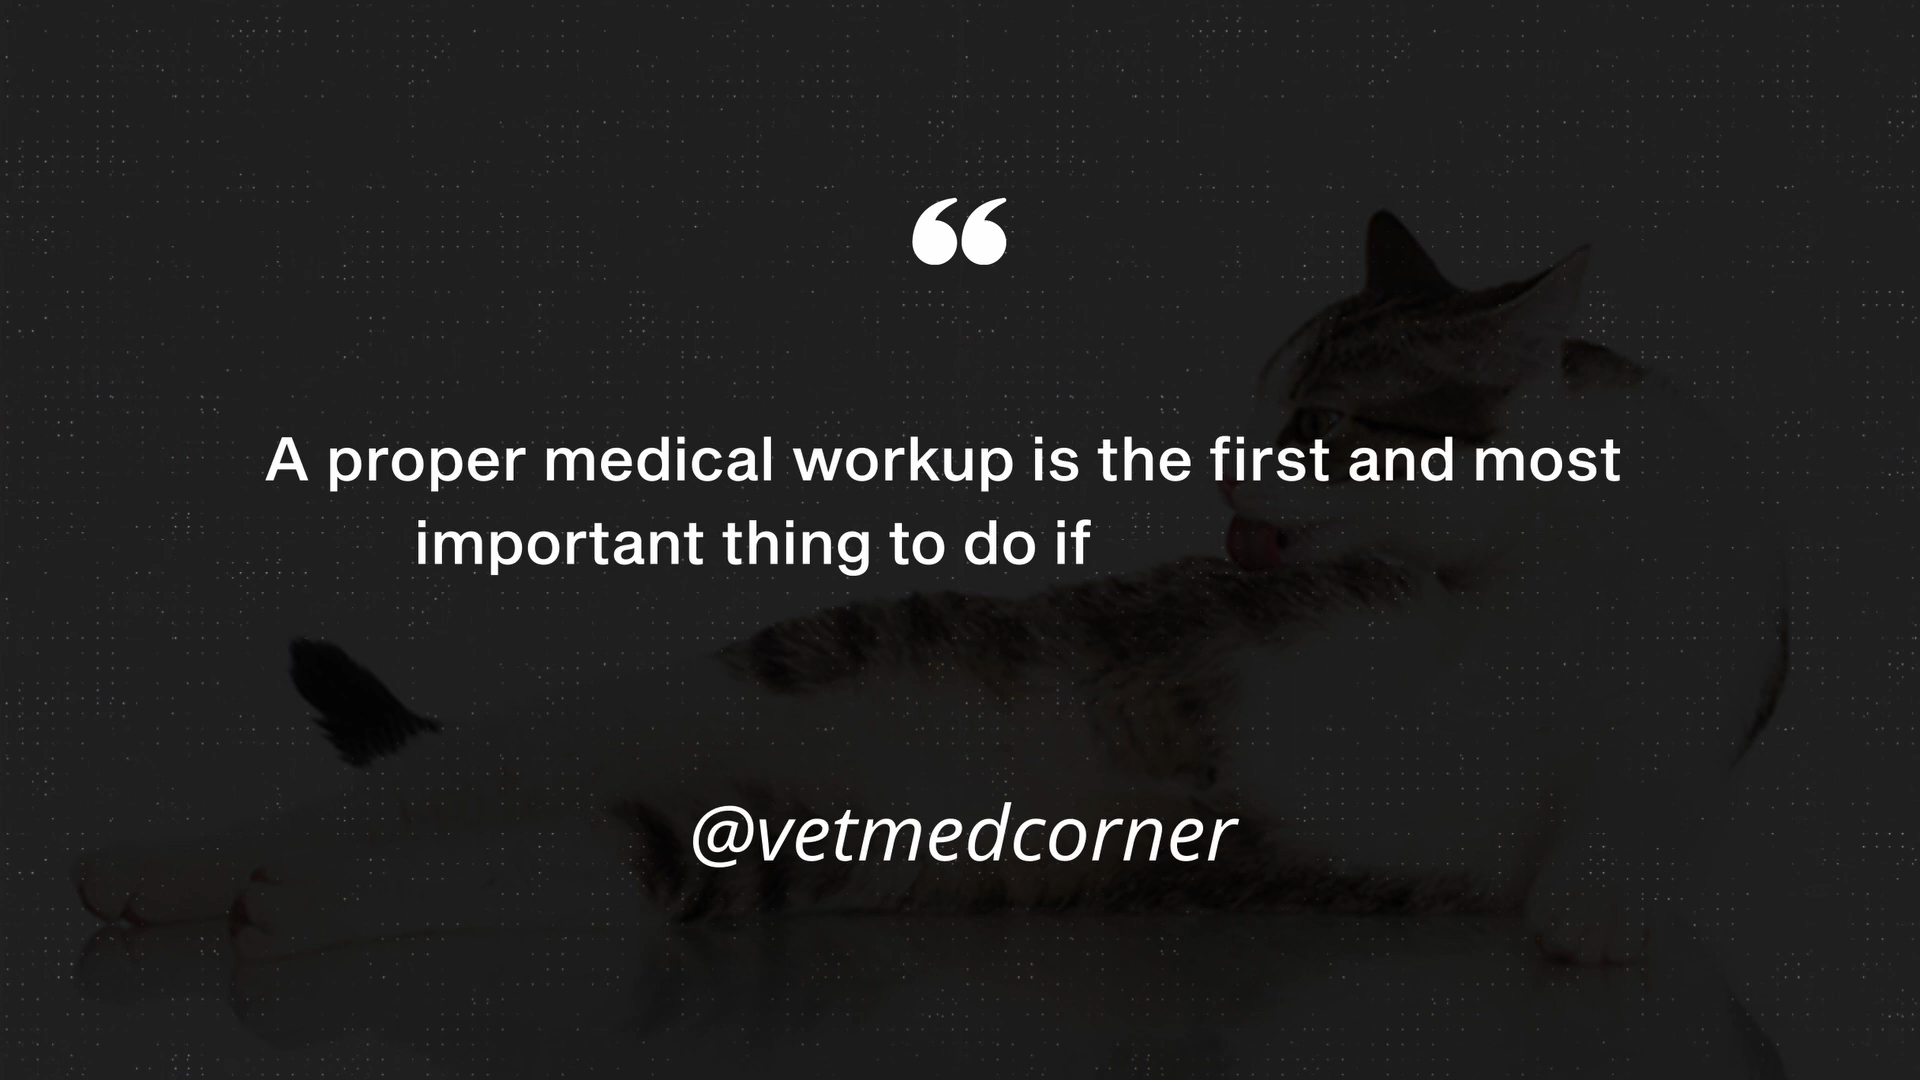 “
A proper medical workup is the first and most
important thing to do if
@vetmedcorner